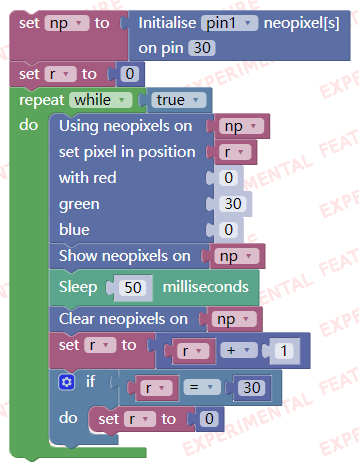 set np to Initialise pin1 neopixel[s]
on pin 30
set r to 0
repeat while true
do Using neopixels on np
set pixel in position r
with red 0
green 30
blue 0
Show neopixels on np
Sleep 50 milliseconds
Clear neopixels on np
set r to r + 1
if r = 30
do set r to 0
EXPERIMENTAL FEATURE